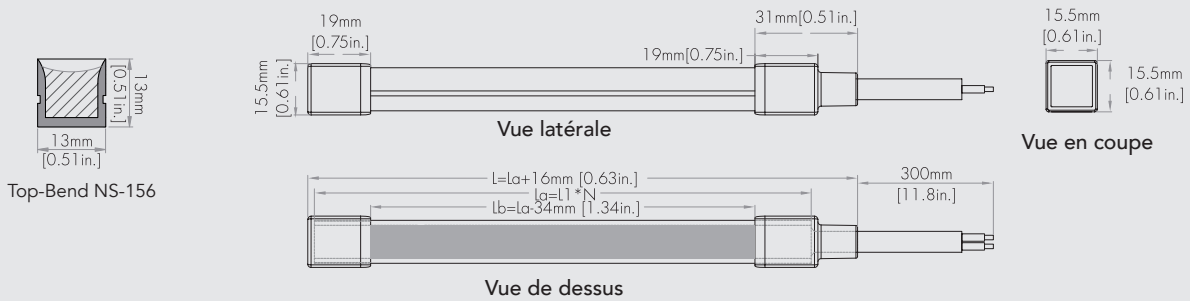 13mm
[0.51in.]
13mm
[0.51in.]
Top-Bend NS-156
19mm
[0.75in.]
15.5mm
[0.61in.]
31mm[0.51in.]
19mm[0.75in.]
Vue latérale
15.5mm
[0.61in.]
15.5mm
[0.61in.]
Vue en coupe
L=La+16mm [0.63in.]
La=L1*N
Lb=La-34mm [1.34in.]
300mm
[11.8in.]
Vue de dessus